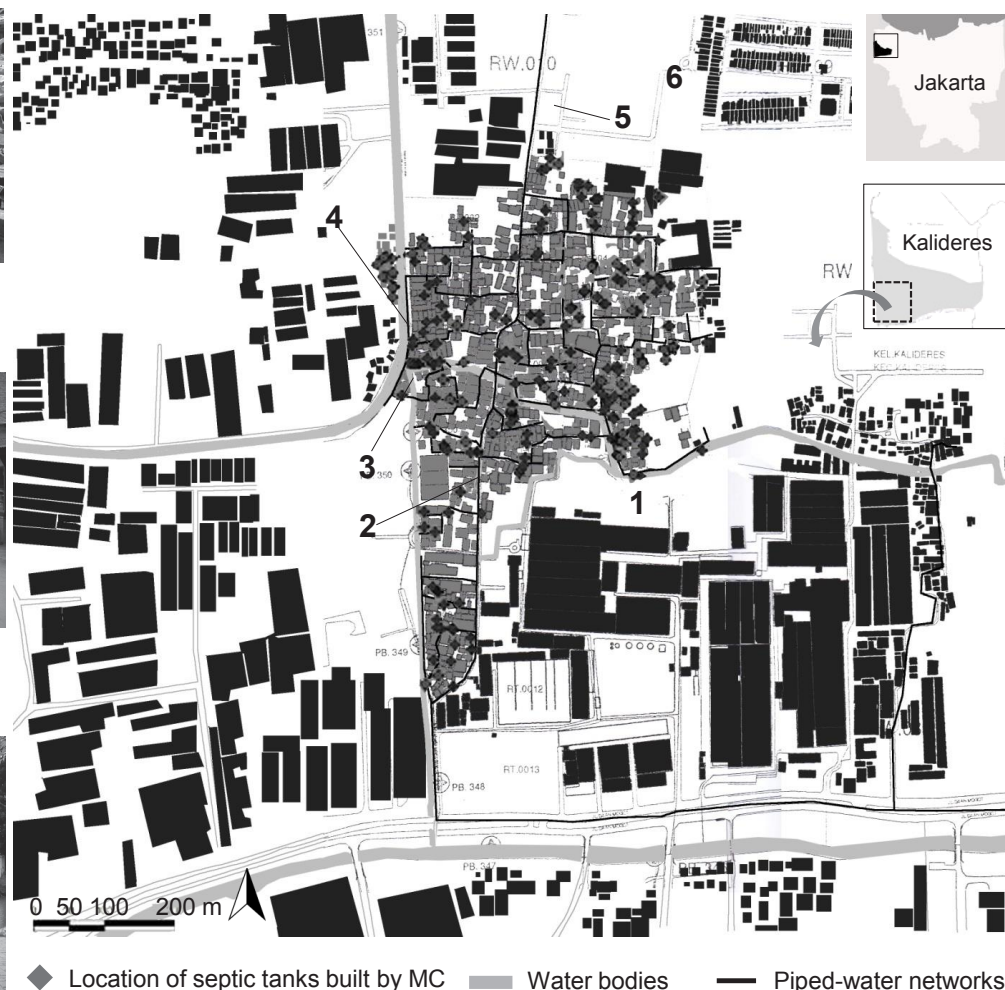 351
RW.010
6
5
Jakarta
4
Kalideres
RW
KEL.KALIDERES
3
350
2
1
PB. 349
RT.0012
RT.0013
PB. 348
PB. 347
0 50 100 200 m
Location of septic tanks built by MC
Water bodies
Piped-water networks